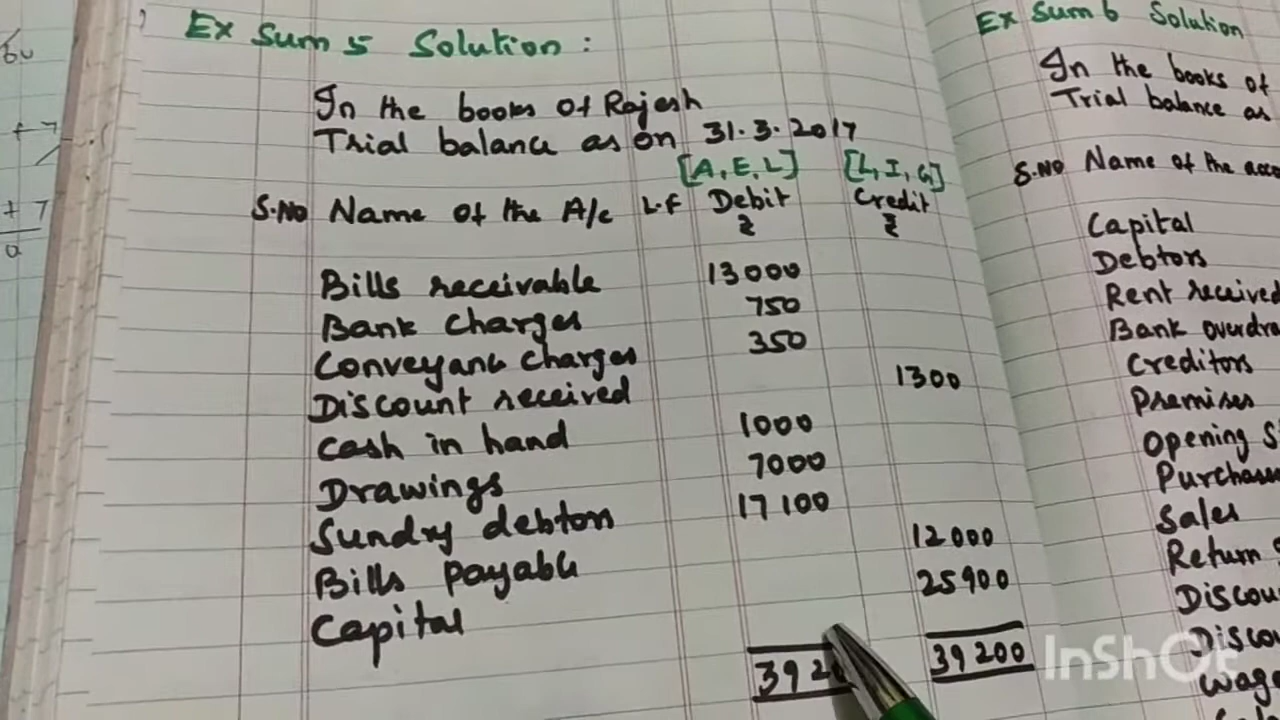 Ex Sum 5 Solution :
In the books of Rajesh
Trial balance as on 31.3.2017
[A, E, L] [L, I, G]
S.NO Name of the A/c L.F Debit Credit
₹ ₹
Bills receivable 13000
Bank charges 750
Conveyance charges 350
Discount received 1300
Cash in hand 1000
Drawings 7000
Sundry debtors 17100
Bills payable 12000
Capital 25900
392 39200
Ex Sum 6 Solution
In the books of
Trial balance as
S.NO Name of the acco
Capital
Debtors
Rent received
Bank overdra
Creditors
Premises
Opening S
Purchase
Sales
Return
Discou
Disco
Wage
InShOt